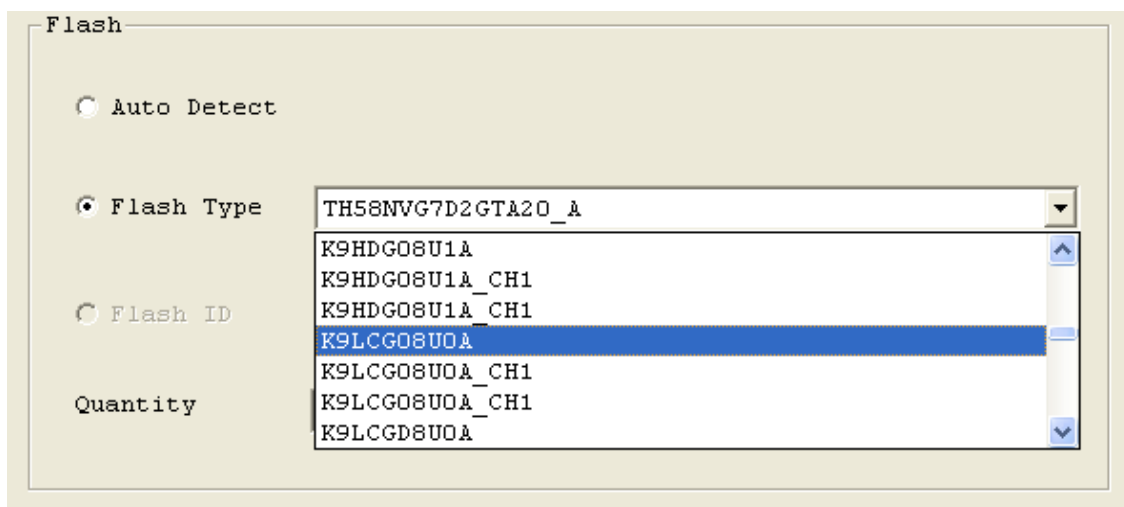 Flash
Auto Detect
Flash Type
TH58NVG7D2GTA20_A
K9HDG08U1A
K9HDG08U1A_CH1
K9HDG08U1A_CH1
Flash ID
K9LCG08U0A
K9LCG08U0A_CH1
Quantity
K9LCG08U0A_CH1
K9LCGD8U0A